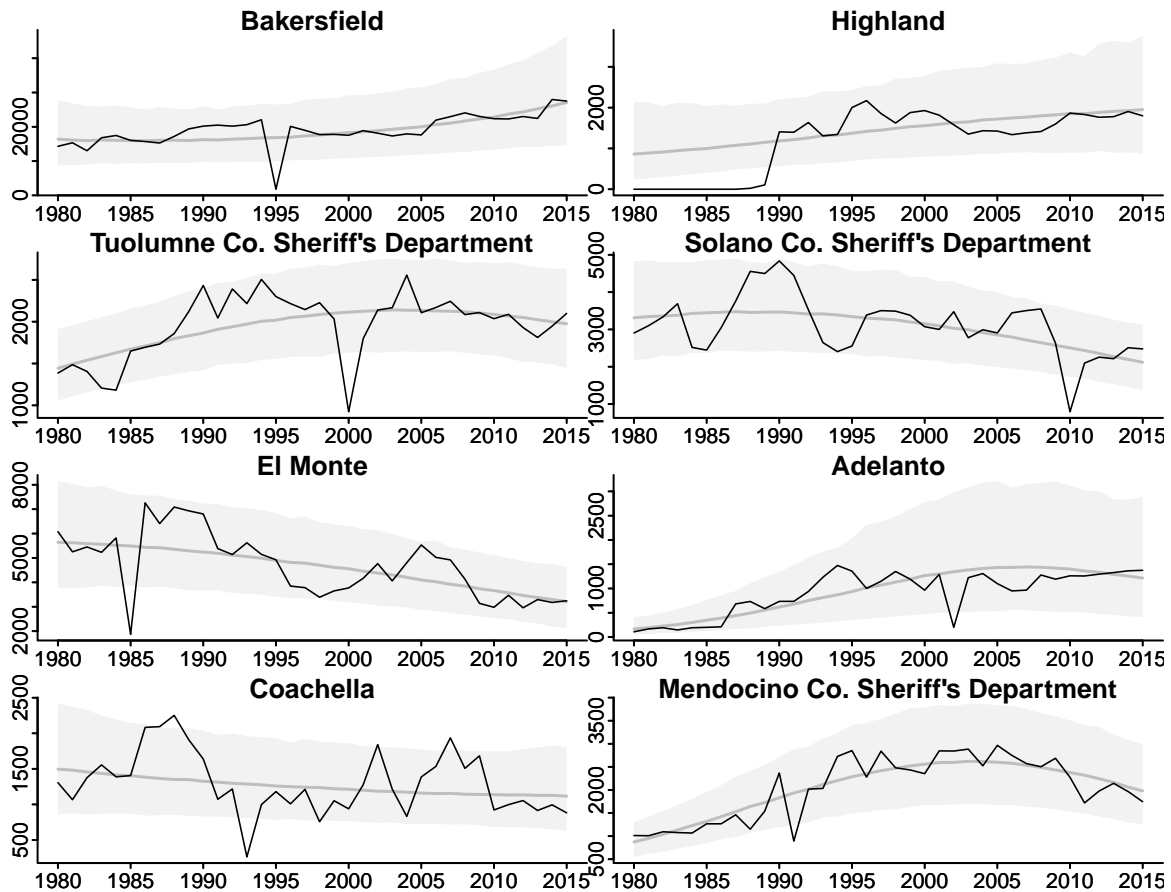 Bakersfield
20000
0
1980 1985 1990 1995 2000 2005 2010 2015
Highland
2000
0
1980 1985 1990 1995 2000 2005 2010 2015
Tuolumne Co. Sheriff's Department
2000
1000
1980 1985 1990 1995 2000 2005 2010 2015
Solano Co. Sheriff's Department
5000
3000
1000
1980 1985 1990 1995 2000 2005 2010 2015
El Monte
8000
5000
2000
1980 1985 1990 1995 2000 2005 2010 2015
Adelanto
2500
1000
0
1980 1985 1990 1995 2000 2005 2010 2015
Coachella
2500
1500
500
1980 1985 1990 1995 2000 2005 2010 2015
Mendocino Co. Sheriff's Department
3500
2000
500
1980 1985 1990 1995 2000 2005 2010 2015